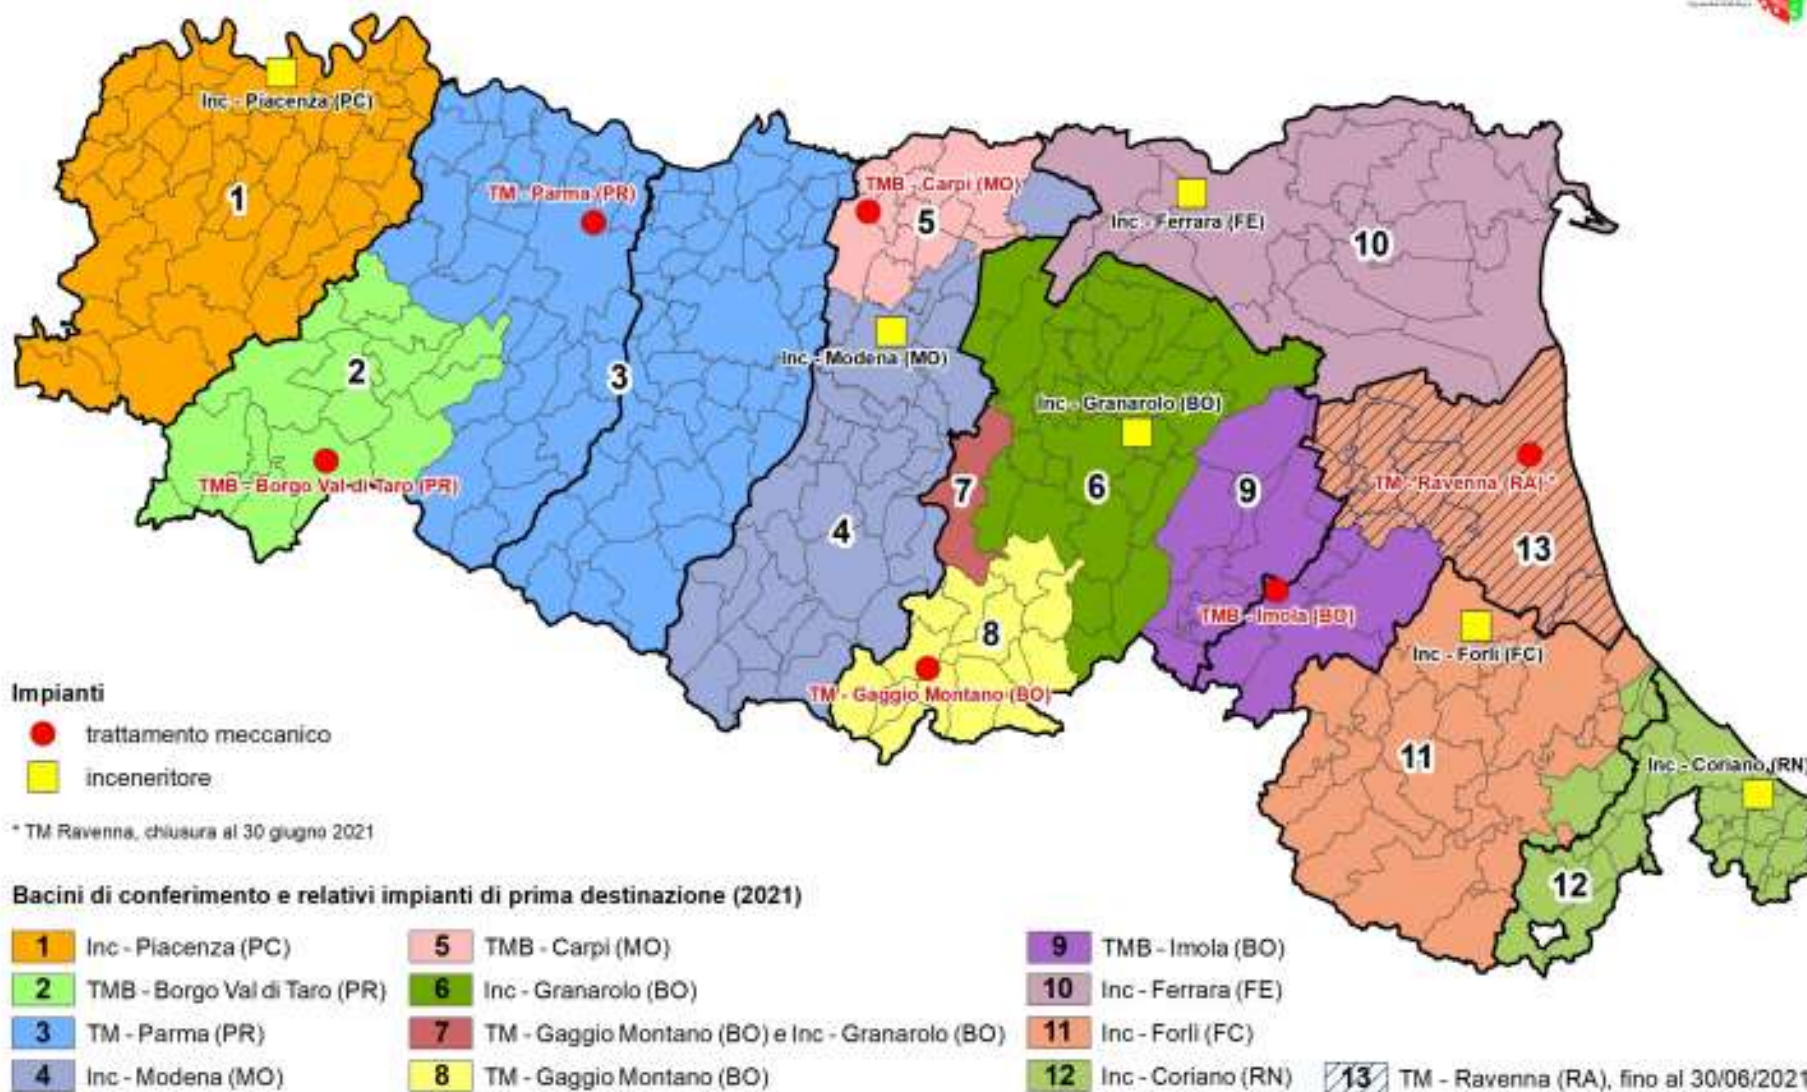 Inc - Piacenza (PC)
1
TM - Parma (PR)
TMB - Carpi (MO)
5
Inc - Ferrara (FE)
10
2
3
Inc - Modena (MO)
Inc - Granarolo (BO)
TMB - Borgo Val di Taro (PR)
4
7
6
9
TM - Ravenna (RA) *
13
8
TMB - Imola (BO)
Inc - Forlì (FC)
TM - Gaggio Montano (BO)
11
Inc - Coriano (RN)
12
Impianti
trattamento meccanico
inceneritore
* TM Ravenna, chiusura al 30 giugno 2021
Bacini di conferimento e relativi impianti di prima destinazione (2021)
1 Inc - Piacenza (PC)
2 TMB - Borgo Val di Taro (PR)
3 TM - Parma (PR)
4 Inc - Modena (MO)
5 TMB - Carpi (MO)
6 Inc - Granarolo (BO)
7 TM - Gaggio Montano (BO) e Inc - Granarolo (BO)
8 TM - Gaggio Montano (BO)
9 TMB - Imola (BO)
10 Inc - Ferrara (FE)
11 Inc - Forlì (FC)
12 Inc - Coriano (RN)
13 TM - Ravenna (RA), fino al 30/06/2021